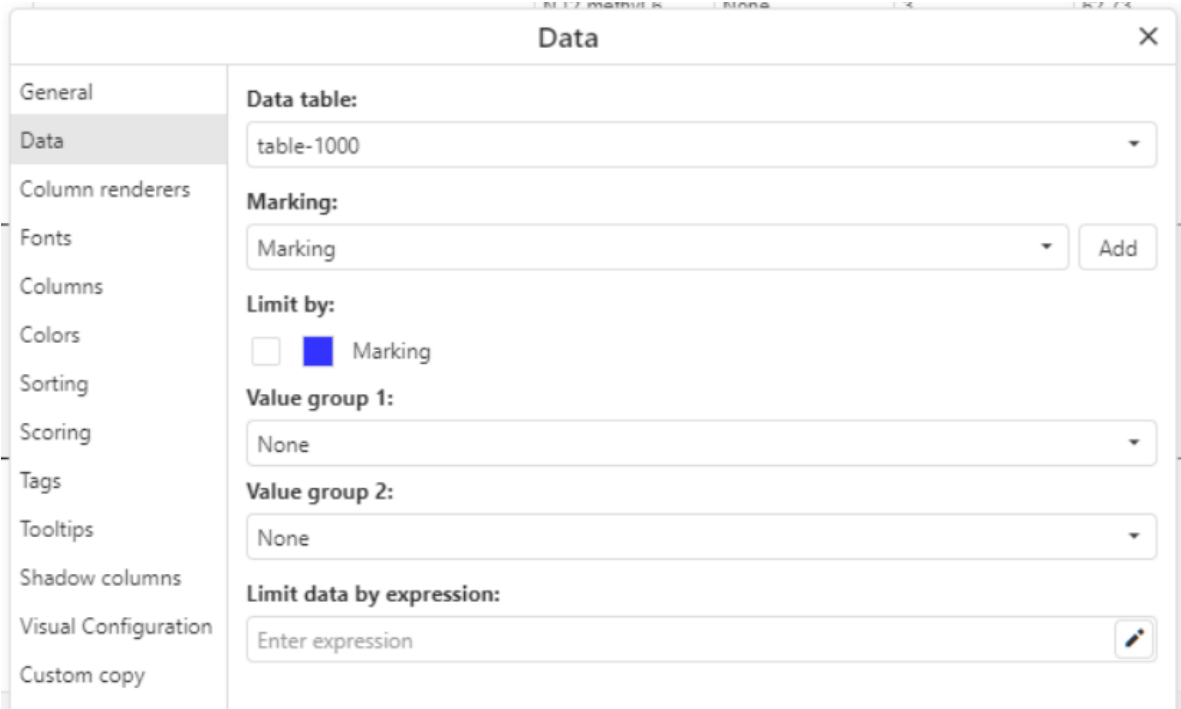 None
3
Data
General
Data
Column renderers
Fonts
Columns
Colors
Sorting
Scoring
Tags
Tooltips
Shadow columns
Visual Configuration
Custom copy
Data table:
table-1000
Marking:
Marking
Add
Limit by:
Marking
Value group 1:
None
Value group 2:
None
Limit data by expression:
Enter expression